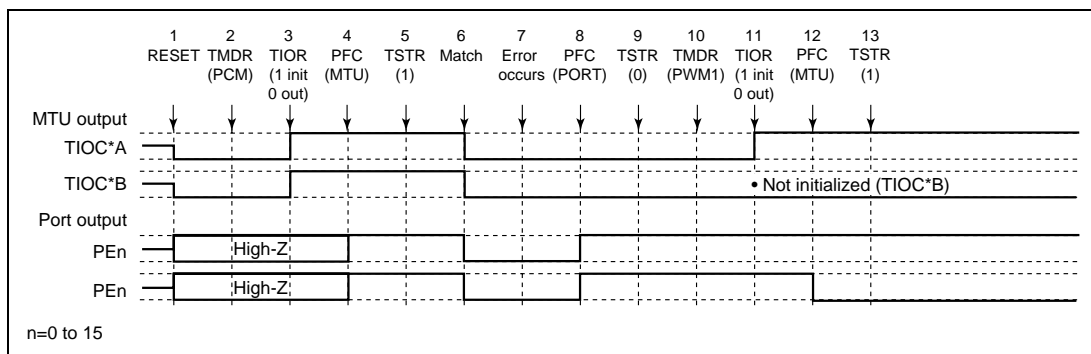 1 2 3 4 5 6 7 8 9 10 11 12 13
RESET TMDR TIOR PFC TSTR Match Error PFC TSTR TMDR TIOR PFC TSTR
(PCM) (1 init (MTU) (1) occurs (PORT) (0) (PWM1) (1 init (MTU) (1)
0 out) 0 out)
MTU output
TIOC*A
TIOC*B • Not initialized (TIOC*B)
Port output
PEn High-Z
PEn High-Z
n=0 to 15